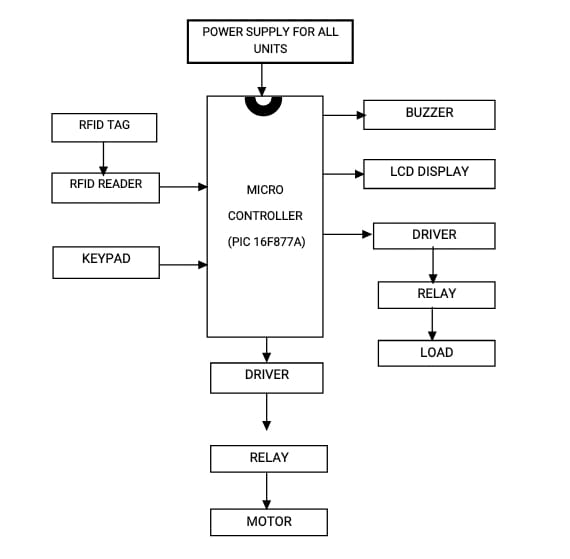 POWER SUPPLY FOR ALL
UNITS
RFID TAG
RFID READER
KEYPAD
MICRO
CONTROLLER
(PIC 16F877A)
BUZZER
LCD DISPLAY
DRIVER
RELAY
LOAD
DRIVER
RELAY
MOTOR